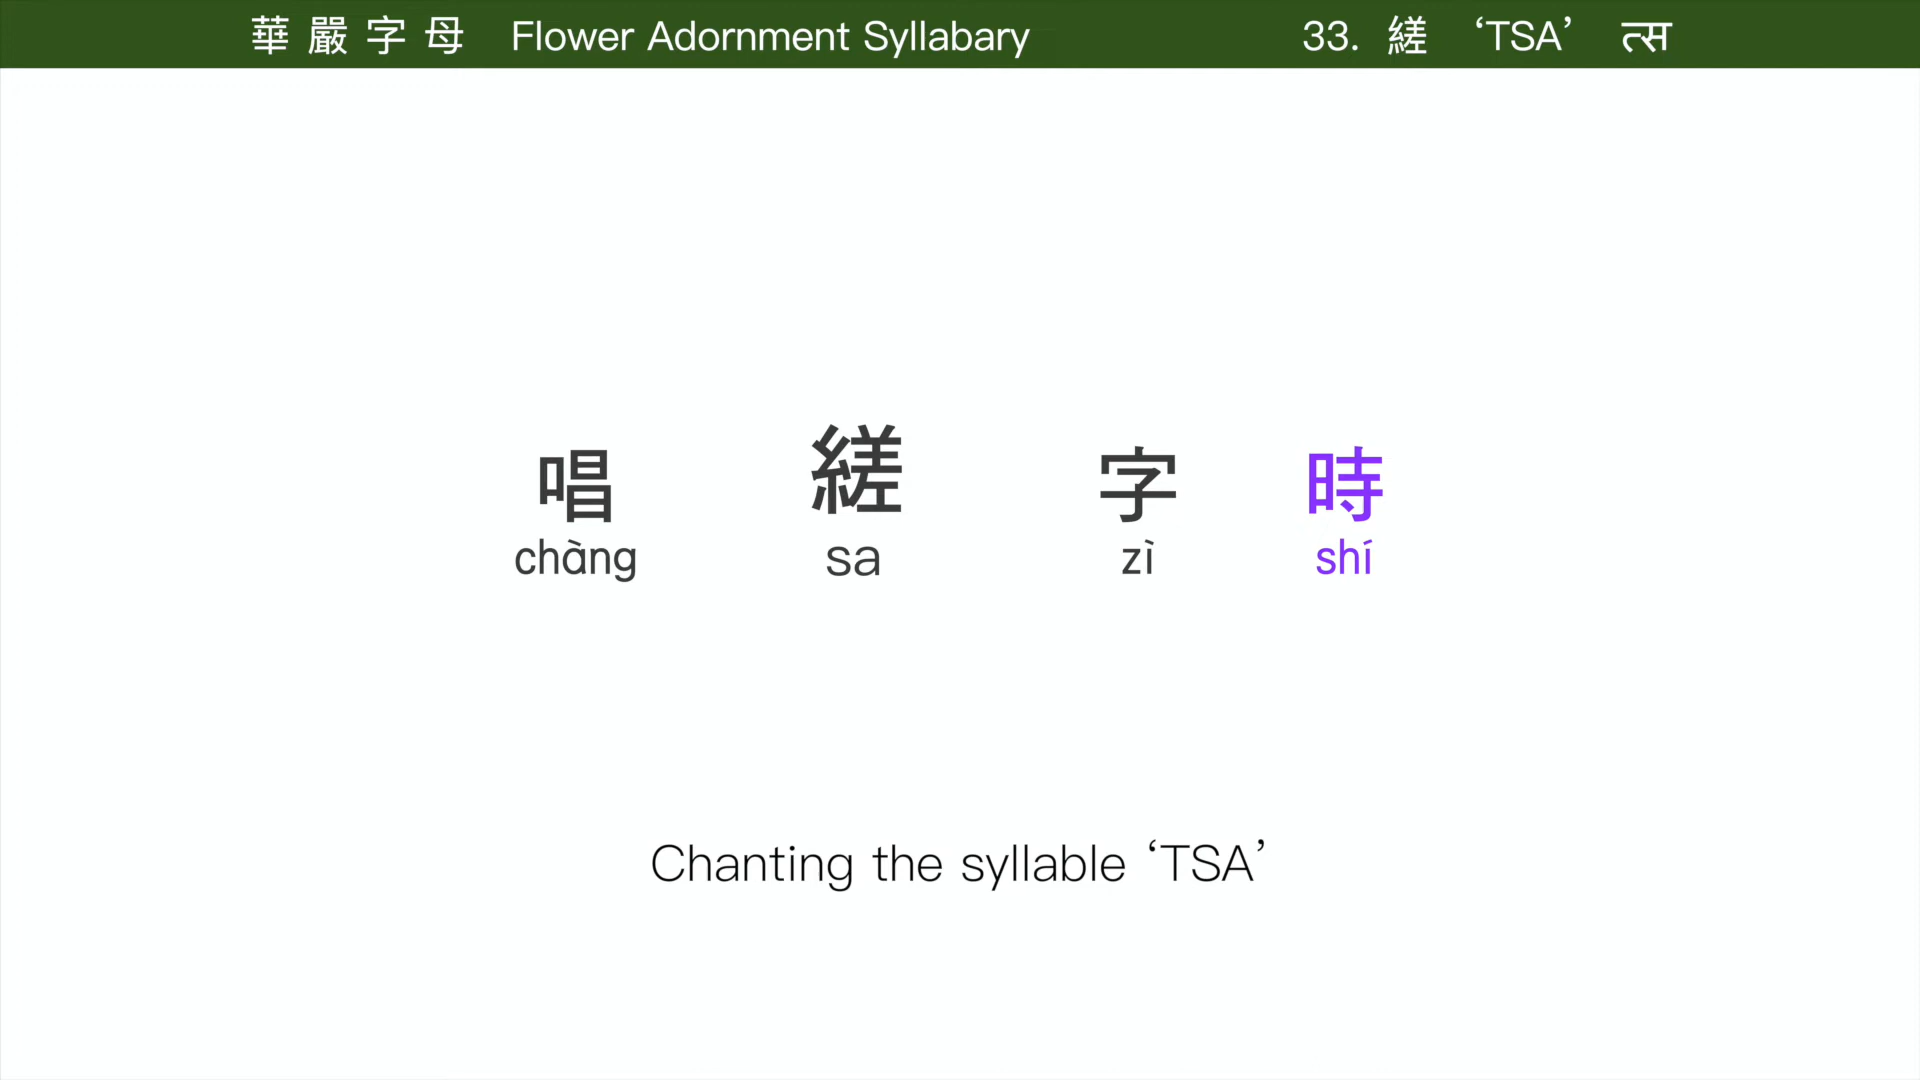 華嚴字母 Flower Adornment Syllabary 33. 縒 ‘TSA’ त्स
唱 縒 字 時
chàng sa zì shí
Chanting the syllable ‘TSA’